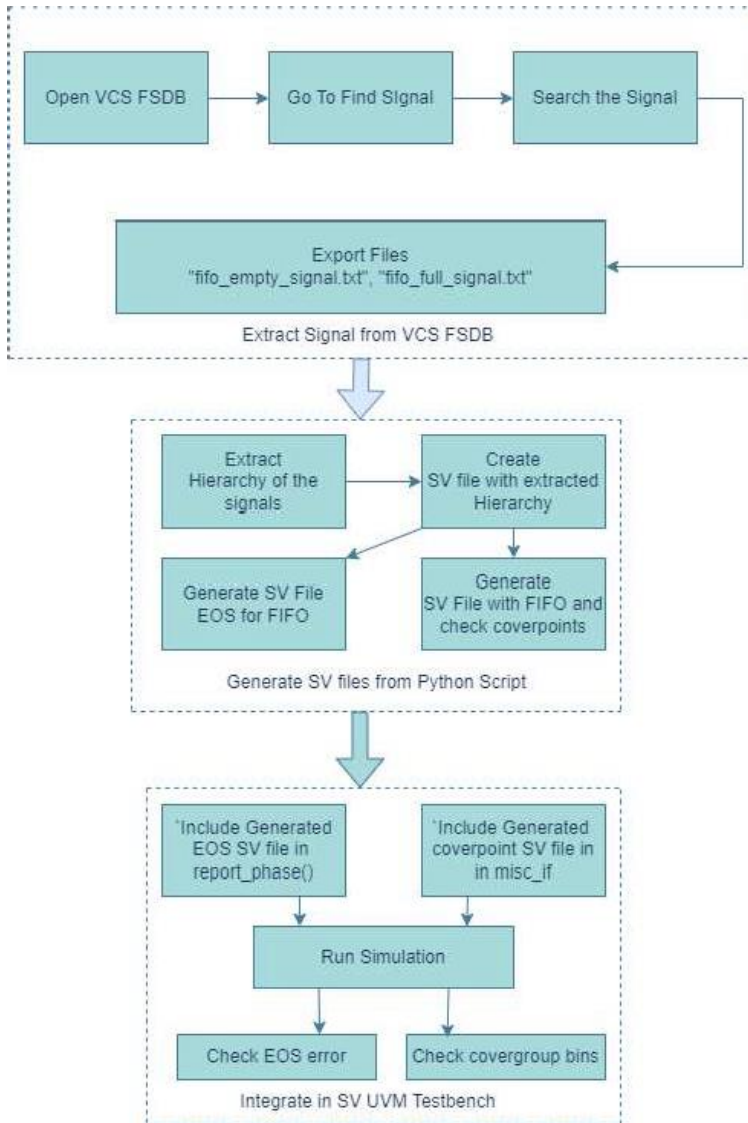 Open VCS FSDB
Go To Find SIgnal
Search the Signal
Export Files
"fifo_empty_signal.txt", "fifo_full_signal.txt"
Extract Signal from VCS FSDB
Extract
Hierarchy of the
signals
Create
SV file with extracted
Hierarchy
Generate SV File
EOS for FIFO
Generate
SV File with FIFO and
check coverpoints
Generate SV files from Python Script
`Include Generated
EOS SV file in
report_phase()
`Include Generated
coverpoint SV file in
in misc_if
Run Simulation
Check EOS error
Check covergroup bins
Integrate in SV UVM Testbench